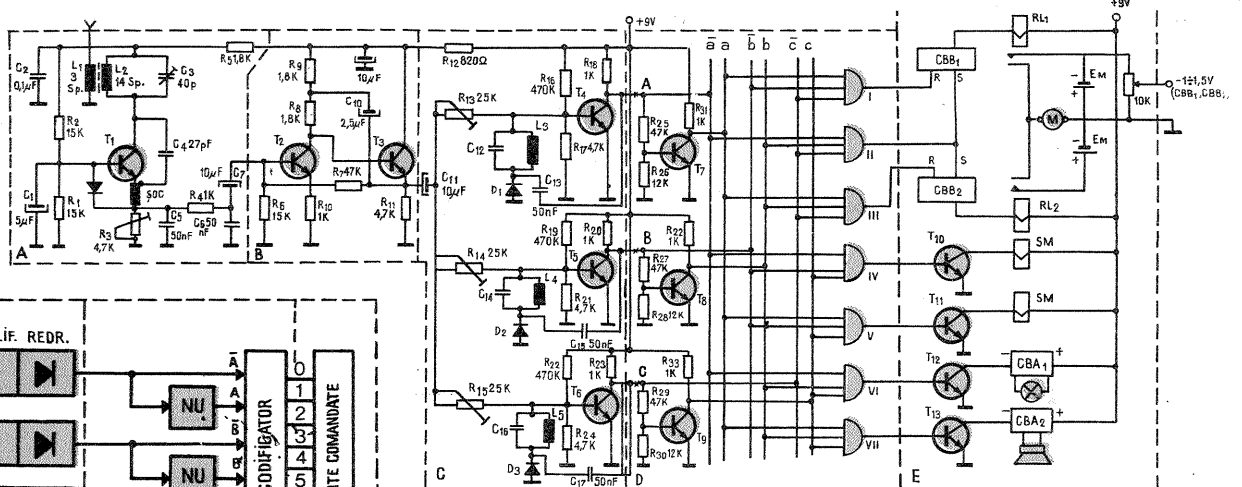 +9V
+9V
RL1
R5 1,8K
R12 820Ω
C2
0,1µF
L1
3
Sp.
L2
14 Sp.
C3
40p
R9
1,8K
10µF
R16
470K
R18
1K
A
ā a b̄ b c̄ c
I
CBB1
R S
EM
10K
-1÷1,5V
(CBB1,CBB2,
R2
15K
R8
1,8K
C10
2,5µF
R13 25K
T4
R25
47K
R31
1K
M
EM
T1
C4 27pF
T2
T3
C12
L3
R17 4,7K
R26
12K
T7
II
10µF
C7
R7 47K
C11
10µF
D1
C13
50nF
R S
CBB2
C1
5µF
R1
15K
SOC
R4 1K
R3
4,7K
C5
50nF
C6 50
nF
R6
15K
R10
1K
R11
4,7K
R19
470K
R20
1K
B
R22
1K
III
RL2
A
B
R14 25K
T5
R27
47K
IV
T10
SM
C14
L4
R21
4,7K
R28 12K
T8
D2
C15 50nF
V
T11
SM
LIF. REDR.
R22
470K
R23
1K
C
R33
1K
VI
T12
CBA1
- +
Ā
NU
A
B̄
NU
B
CODIFICATOR
0
1
2
3
4
5
ITE COMANDATE
R15 25K
T6
R29
47K
C16
L5
R24
4,7K
R30 12K
T9
VII
T13
CBA2
- +
D3
C17 50nF
C
D
E